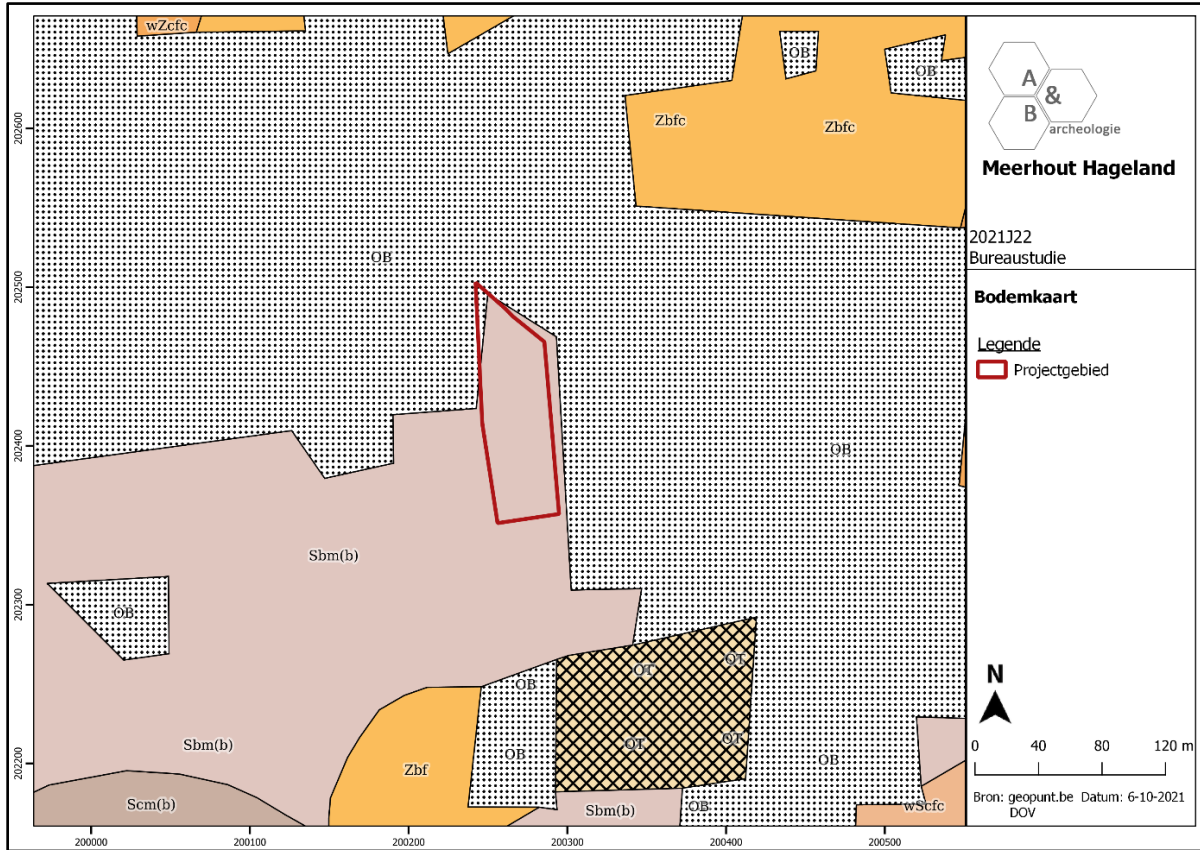 wZcfc
OB
OB
Zbfc
Zbfc
OB
OB
Sbm(b)
OB
OT
OT
OB
Sbm(b)
OT
OT
OB
OB
Zbf
Scm(b)
Sbm(b)
OB
wScfc
202600
202500
202400
202300
202200
200000
200100
200200
200300
200400
200500
A
&
B
archeologie
Meerhout Hageland
2021J22
Bureaustudie
Bodemkaart
Legende
Projectgebied
N
0 40 80 120 m
Bron: geopunt.be Datum: 6-10-2021
DOV